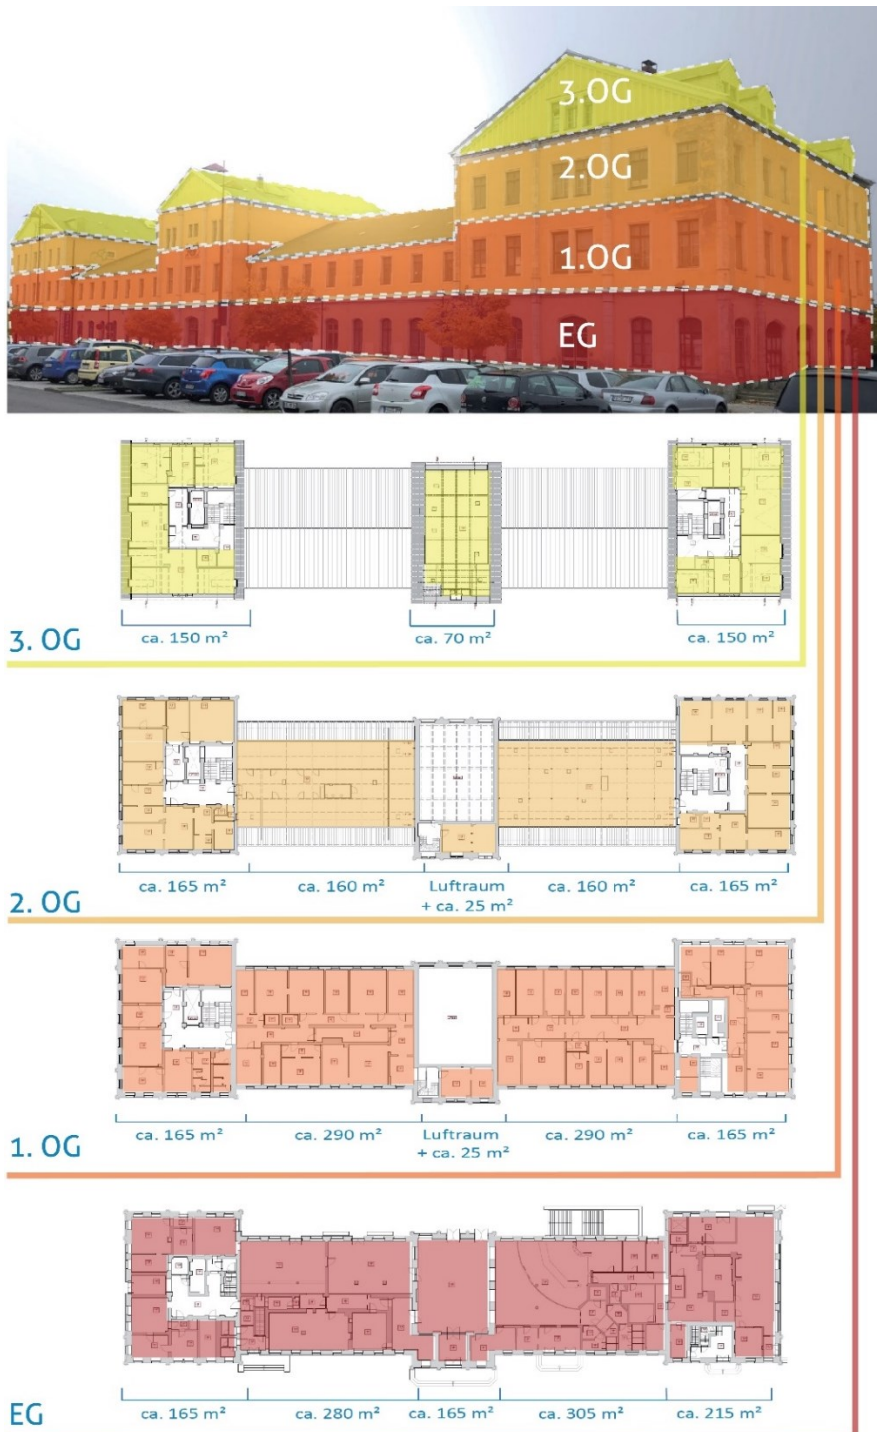 3.OG
2.OG
1.OG
EG
ca. 150 m²
ca. 70 m²
ca. 150 m²
3. OG
ca. 165 m²
ca. 160 m²
Luftraum
+ ca. 25 m²
ca. 160 m²
ca. 165 m²
2. OG
ca. 165 m²
ca. 290 m²
Luftraum
+ ca. 25 m²
ca. 290 m²
ca. 165 m²
1. OG
ca. 165 m²
ca. 280 m²
ca. 165 m²
ca. 305 m²
ca. 215 m²
EG